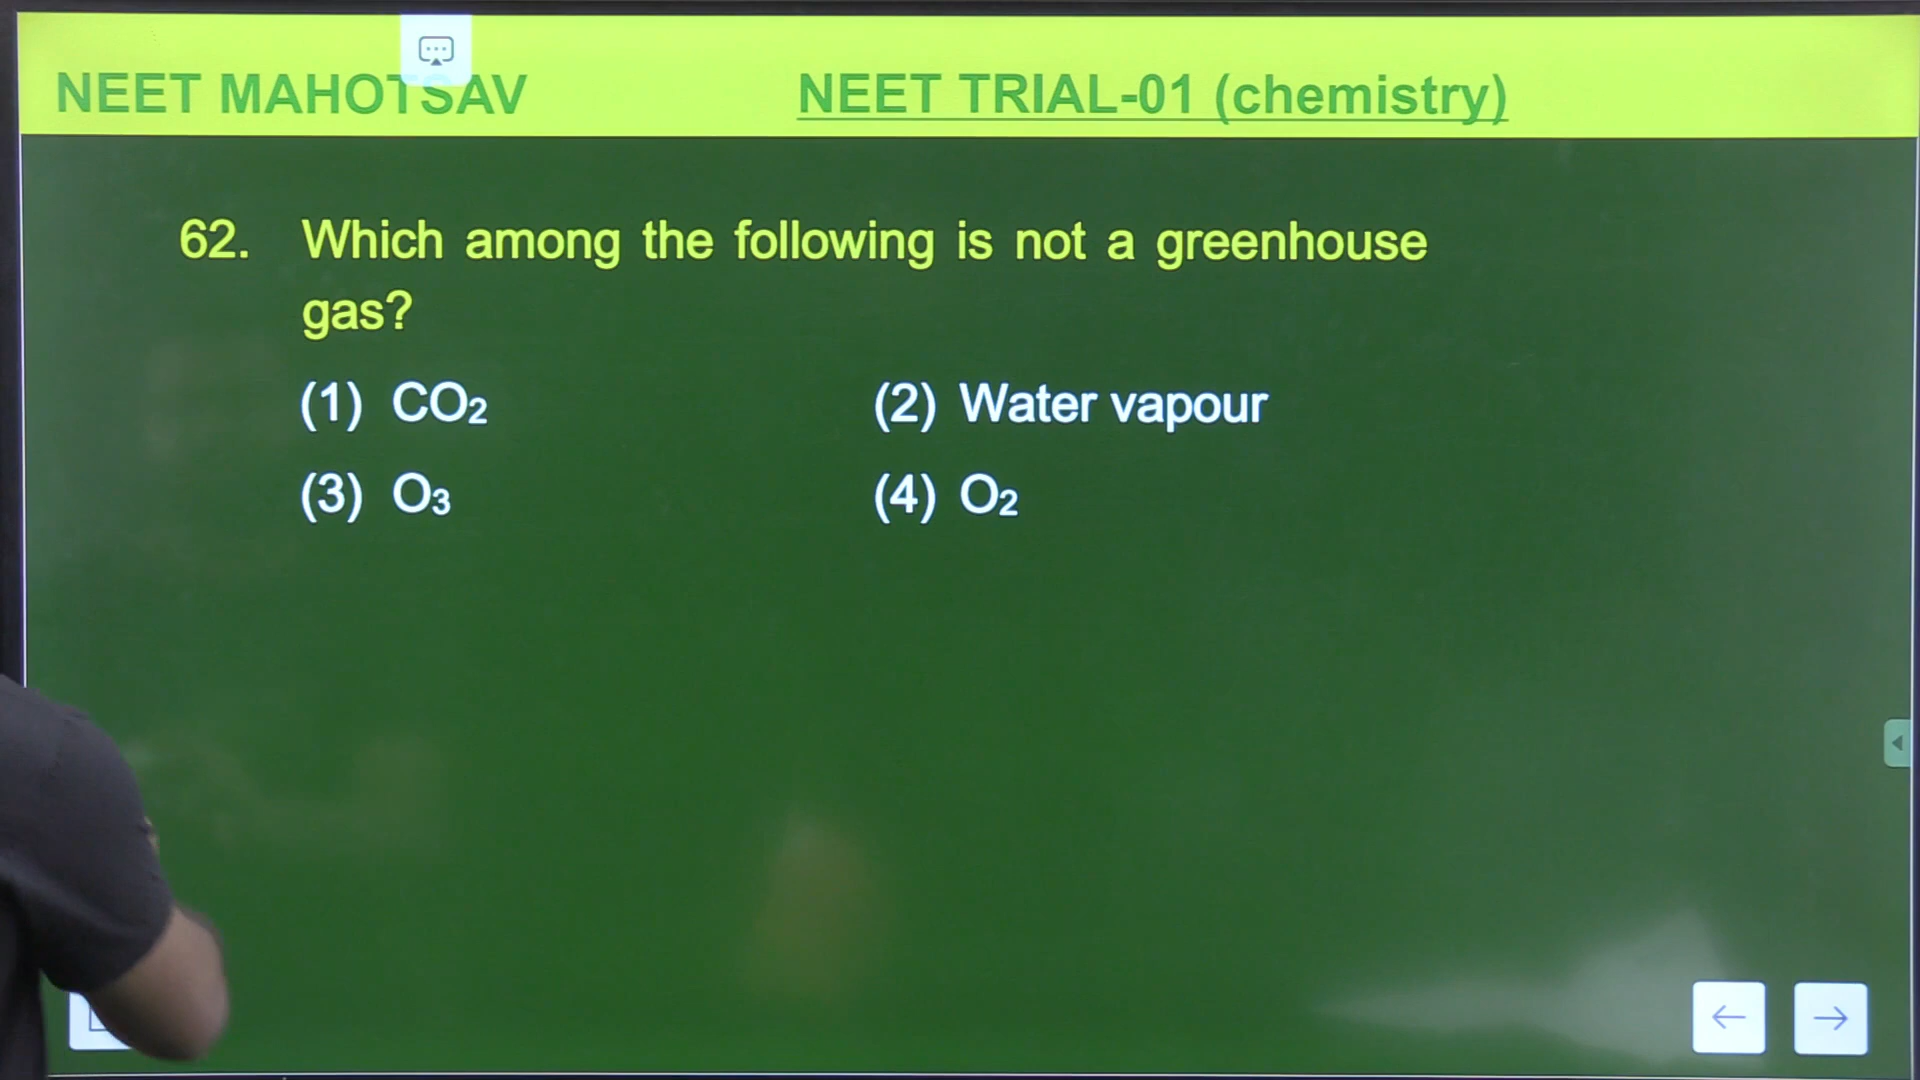 NEET MAHOTSAV
NEET TRIAL-01 (chemistry)
62. Which among the following is not a greenhouse
gas?
(1) CO₂ (2) Water vapour
(3) O₃ (4) O₂